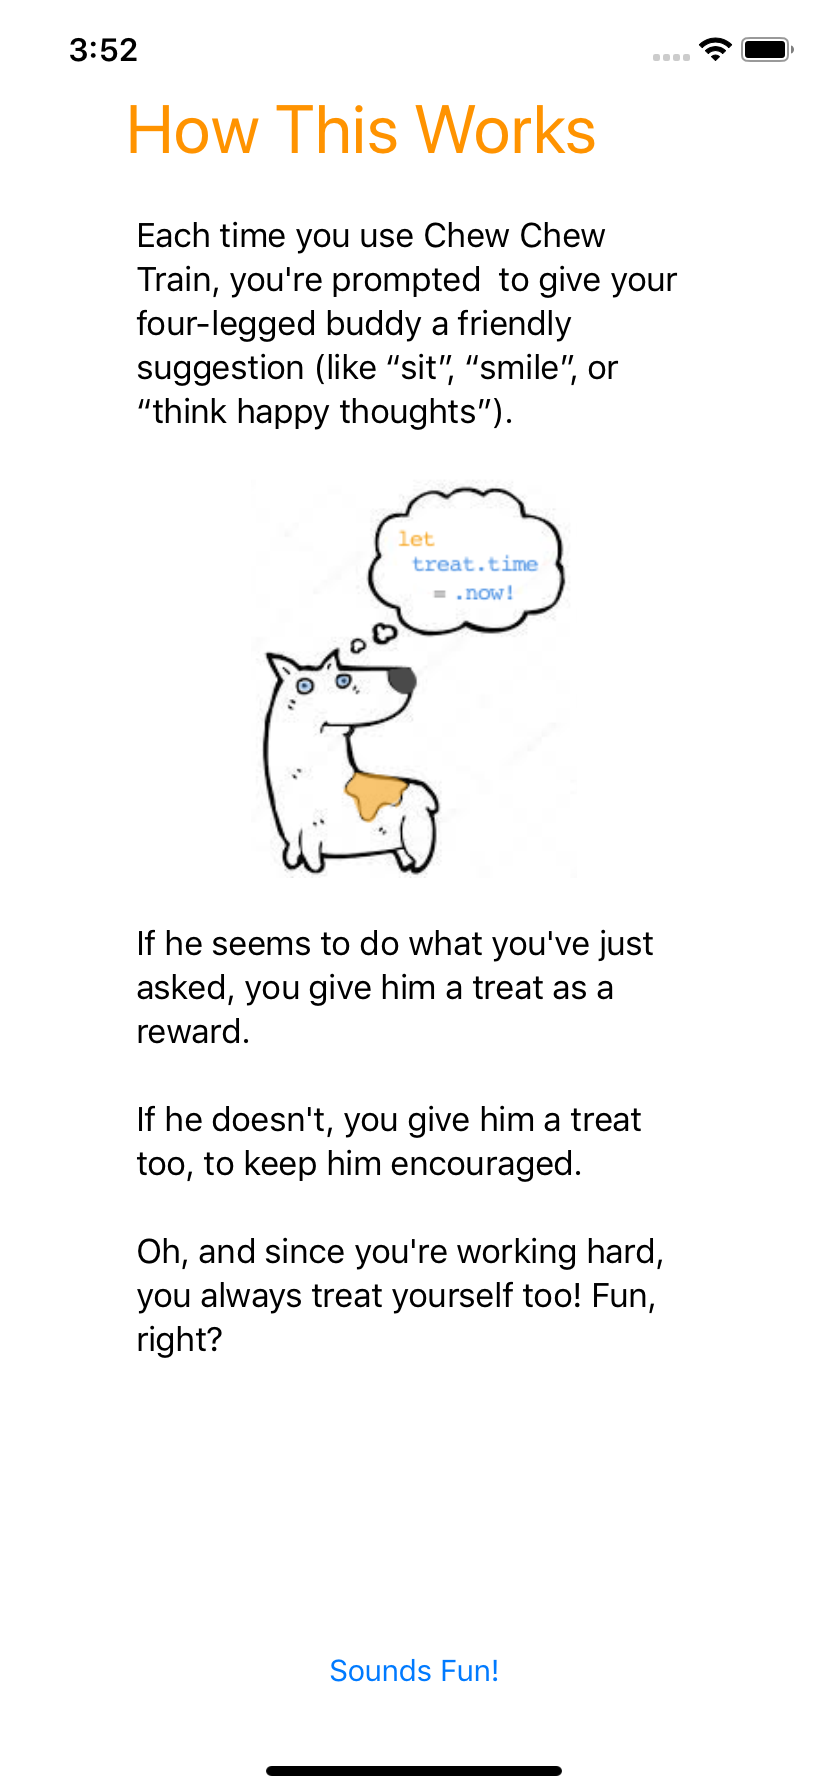 3:52
How This Works
Each time you use Chew Chew
Train, you're prompted  to give your
four-legged buddy a friendly
suggestion (like “sit”, “smile”, or
“think happy thoughts”).
let
treat.time
= .now!
If he seems to do what you've just
asked, you give him a treat as a
reward.
If he doesn't, you give him a treat
too, to keep him encouraged.
Oh, and since you're working hard,
you always treat yourself too! Fun,
right?
Sounds Fun!